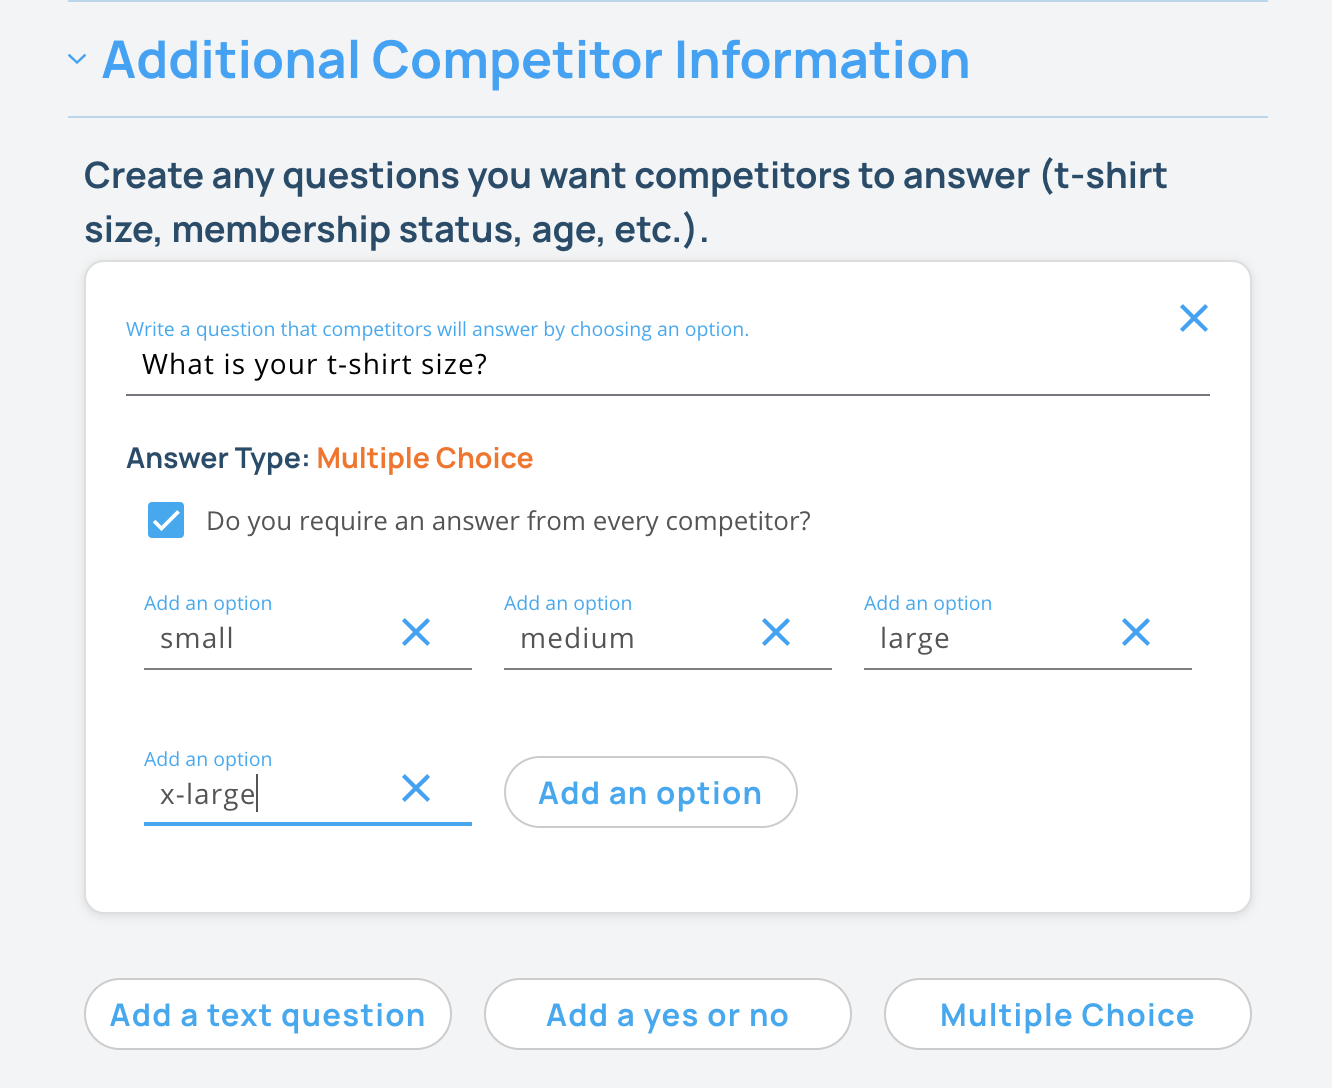 Additional Competitor Information
Create any questions you want competitors to answer (t-shirt
size, membership status, age, etc.).
Write a question that competitors will answer by choosing an option.
What is your t-shirt size?
Answer Type: Multiple Choice
Do you require an answer from every competitor?
Add an option
small
Add an option
medium
Add an option
large
Add an option
x-large
Add an option
Add a text question
Add a yes or no
Multiple Choice